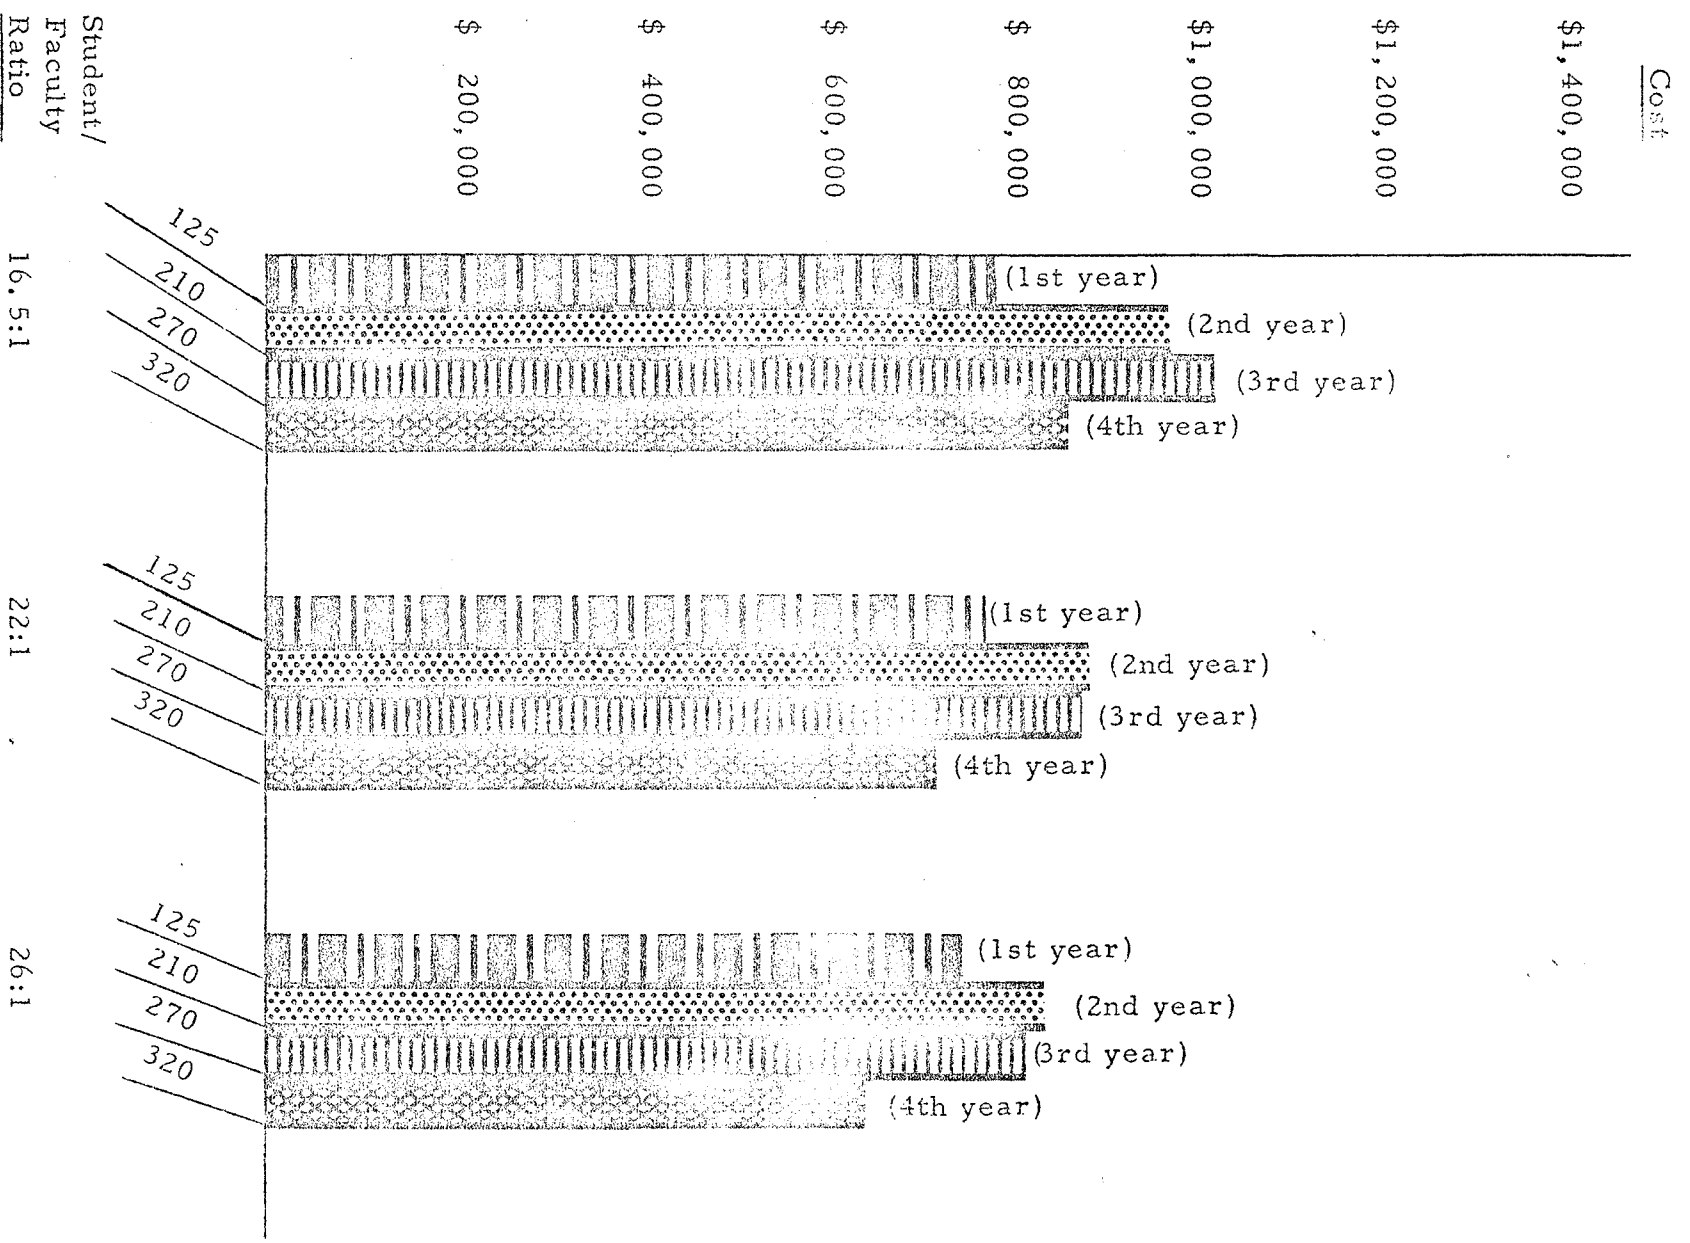 Cost
$1,400,000
$1,200,000
$1,000,000
$ 800,000
$ 600,000
$ 400,000
$ 200,000
(1st year)
(2nd year)
(3rd year)
(4th year)
(1st year)
(2nd year)
(3rd year)
(4th year)
(1st year)
(2nd year)
(3rd year)
(4th year)
125
210
270
320
125
210
270
320
125
210
270
320
Student/
Faculty
Ratio
16.5:1
22:1
26:1